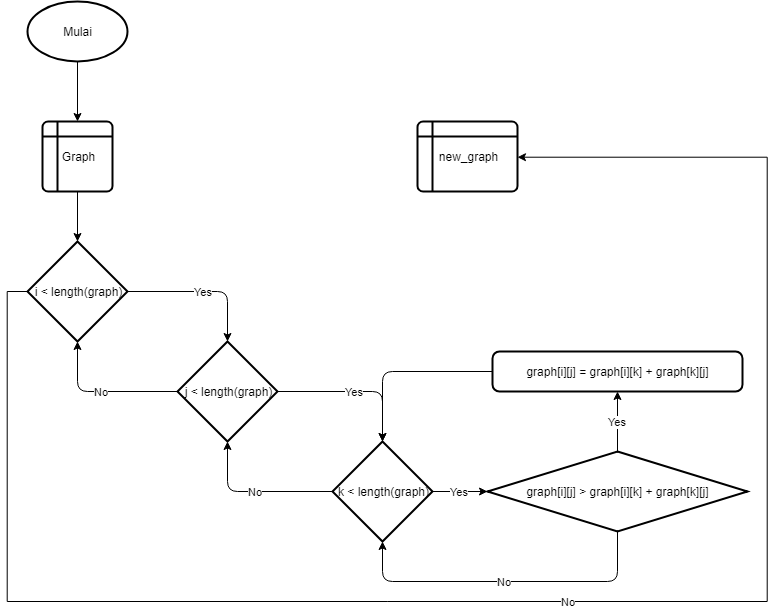 Mulai
Graph
new_graph
i < length(graph)
Yes
No
j < length(graph)
Yes
graph[i][j] = graph[i][k] + graph[k][j]
Yes
No
k < length(graph)
Yes
graph[i][j] > graph[i][k] + graph[k][j]
No
No